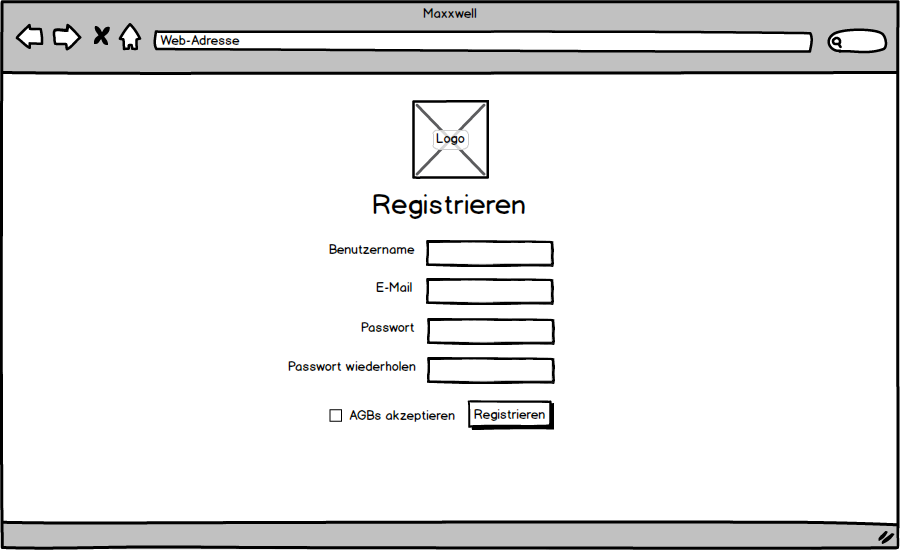 Maxxwell
Web-Adresse
Logo
Registrieren
Benutzername
E-Mail
Passwort
Passwort wiederholen
AGBs akzeptieren Registrieren